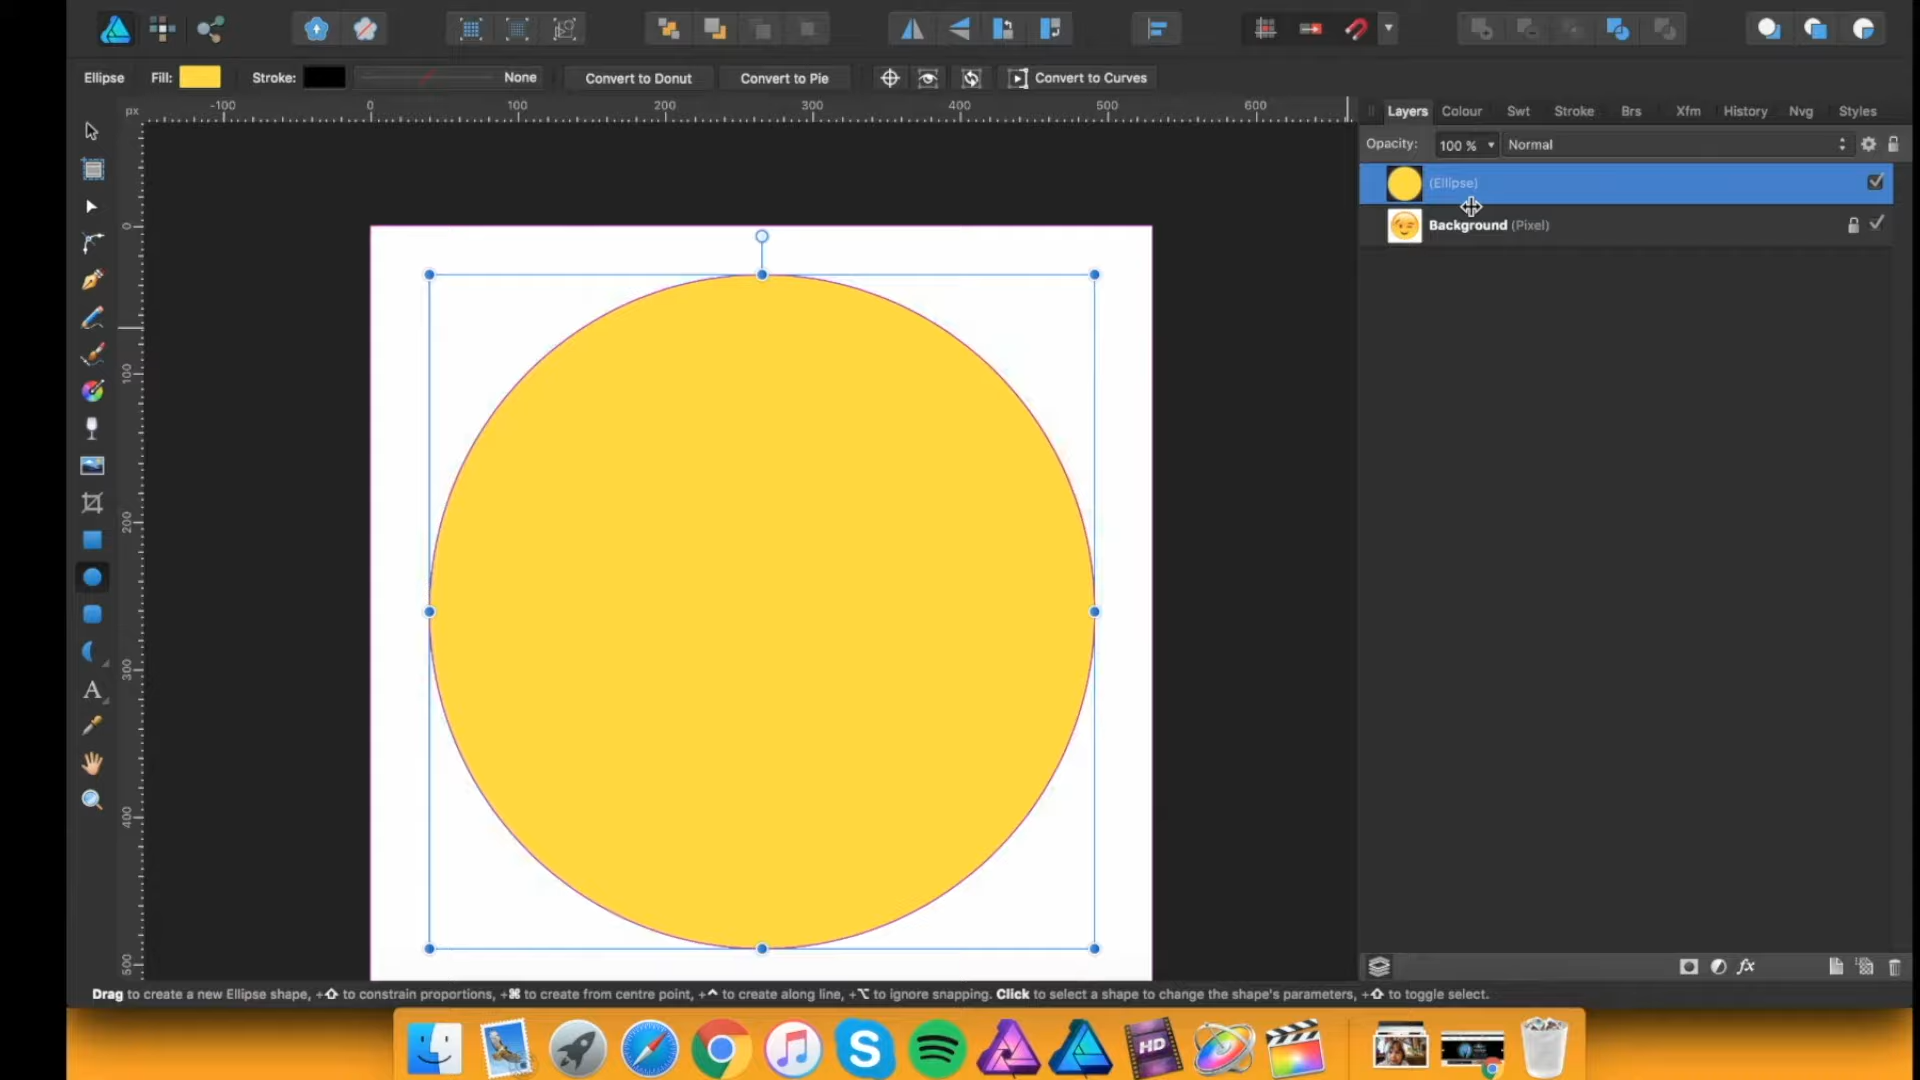 Ellipse Fill: Stroke: None Convert to Donut Convert to Pie Convert to Curves
px -100 0 100 200 300 400 500 600
Layers Colour Swt Stroke Brs Xfm History Nvg Styles
Opacity: 100 % Normal
(Ellipse)
Background (Pixel)
0
100
200
300
400
500
A
Drag to create a new Ellipse shape, +⇧ to constrain proportions, +⌘ to create from centre point, +⌃ to create along line, +⌥ to ignore snapping. Click to select a shape to change the shape's parameters, +⇧ to toggle select.
fx
S
HD